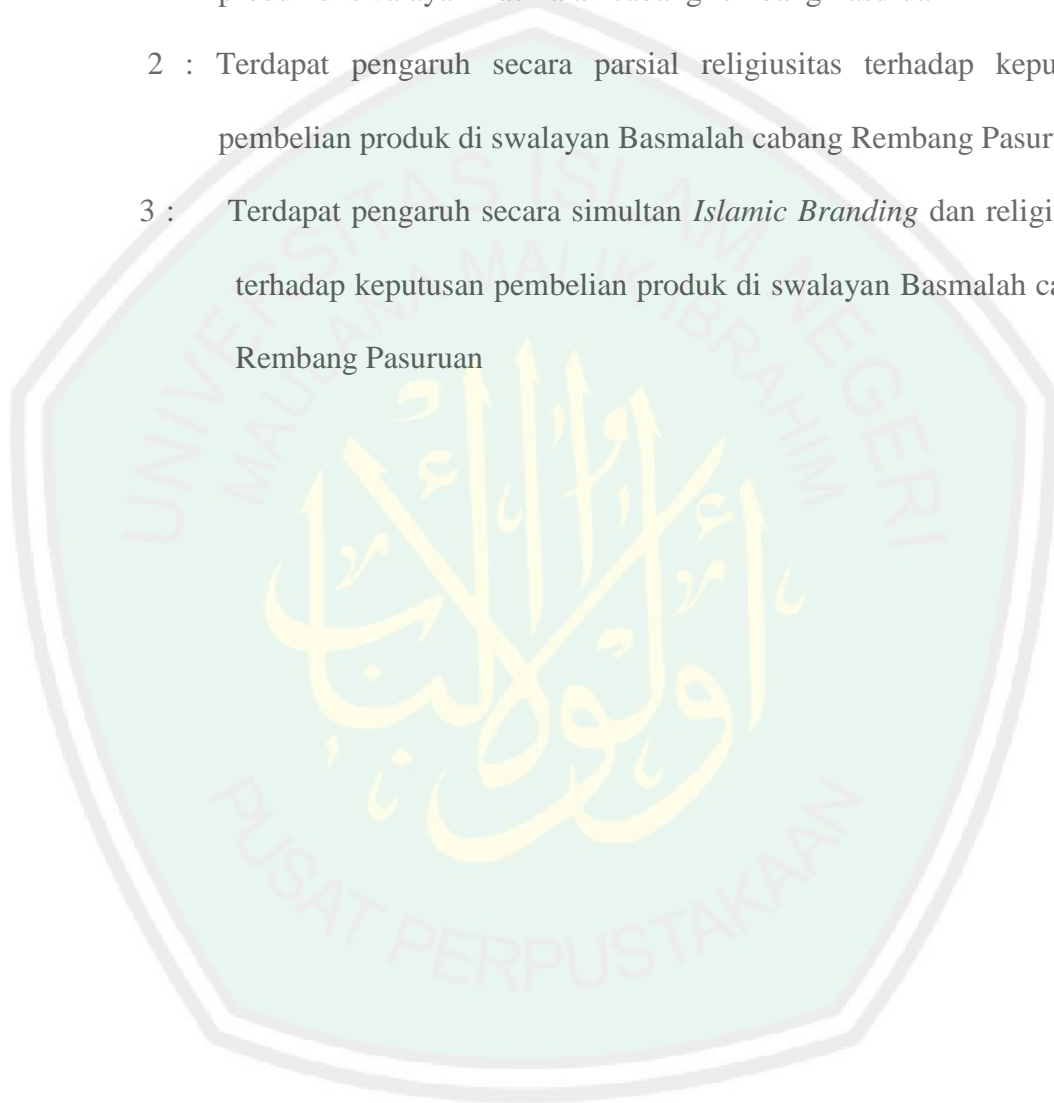 2 : Terdapat pengaruh secara parsial religiusitas terhadap kepu
pembelian produk di swalayan Basmalah cabang Rembang Pasur
3 : Terdapat pengaruh secara simultan Islamic Branding dan religi
terhadap keputusan pembelian produk di swalayan Basmalah ca
Rembang Pasuruan
UNIVERSITAS ISLAM NEGERI
MAULANA MALIK IBRAHIM
أولوا الألباب
PUSAT PERPUSTAKAAN